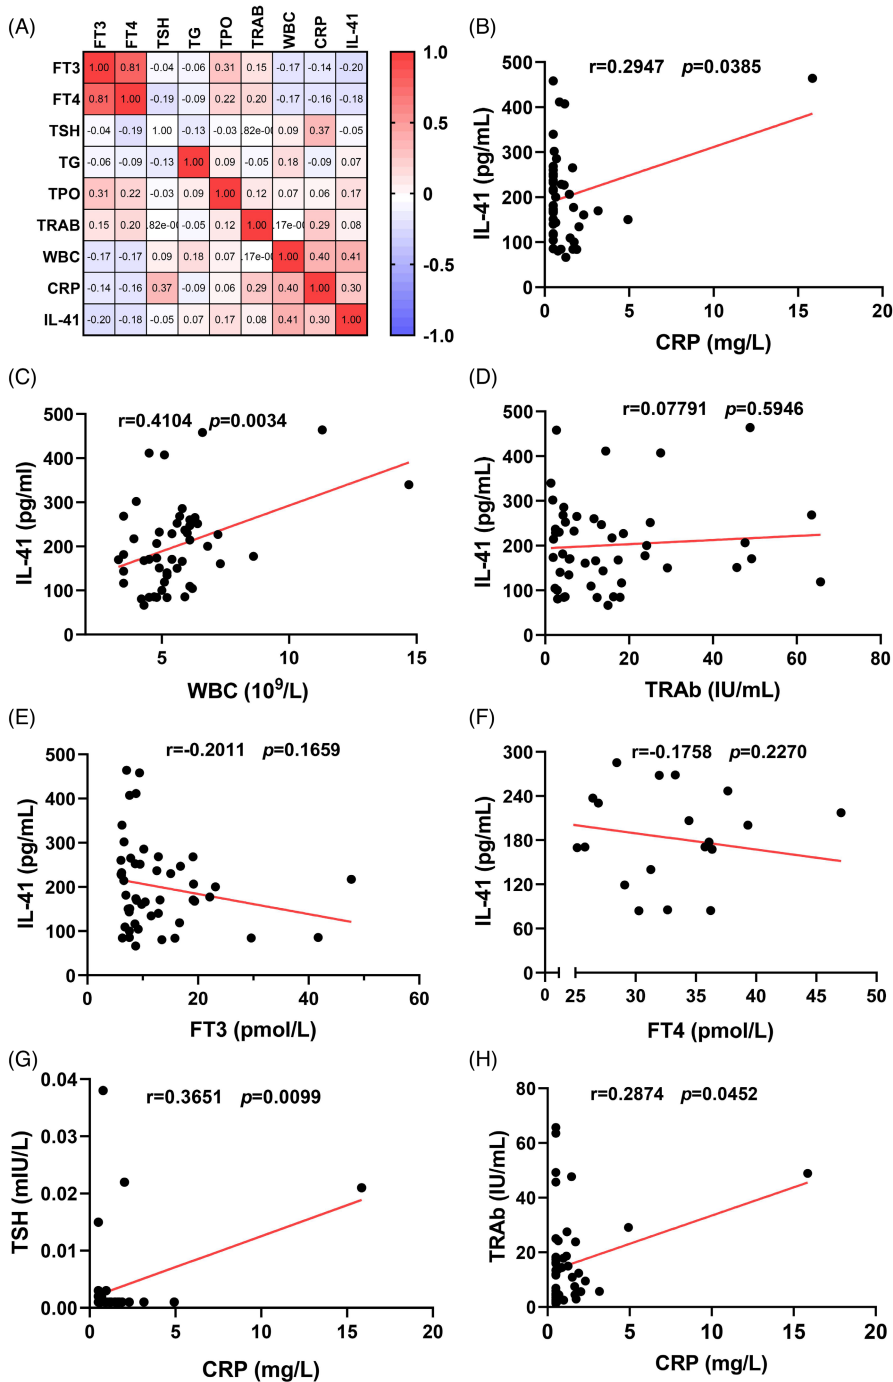 (A)
FT3 FT4 TSH TG TPO TRAB WBC CRP IL-41
FT3 1.00 0.81 -0.04 -0.06 0.31 0.15 -0.17 -0.14 -0.20
FT4 0.81 1.00 -0.19 -0.09 0.22 0.20 -0.17 -0.16 -0.18
TSH -0.04 -0.19 1.00 -0.13 -0.03 .82e-0 0.09 0.37 -0.05
TG -0.06 -0.09 -0.13 1.00 0.09 -0.05 0.18 -0.09 0.07
TPO 0.31 0.22 -0.03 0.09 1.00 0.12 0.07 0.06 0.17
TRAB 0.15 0.20 .82e-0 -0.05 0.12 1.00 .17e-0 0.29 0.08
WBC -0.17 -0.17 0.09 0.18 0.07 .17e-0 1.00 0.40 0.41
CRP -0.14 -0.16 0.37 -0.09 0.06 0.29 0.40 1.00 0.30
IL-41 -0.20 -0.18 -0.05 0.07 0.17 0.08 0.41 0.30 1.00
1.0
0.5
0
-0.5
-1.0
(B)
r=0.2947 p=0.0385
IL-41 (pg/mL)
500
400
300
200
100
0
0 5 10 15 20
CRP (mg/L)
(C)
r=0.4104 p=0.0034
IL-41 (pg/ml)
500
400
300
200
100
0
5 10 15
WBC (10⁹/L)
(D)
r=0.07791 p=0.5946
IL-41 (pg/mL)
500
400
300
200
100
0
0 20 40 60 80
TRAb (IU/mL)
(E)
r=-0.2011 p=0.1659
IL-41 (pg/mL)
500
400
300
200
100
0
0 20 40 60
FT3 (pmol/L)
(F)
r=-0.1758 p=0.2270
IL-41 (pg/mL)
300
240
180
120
60
0
0 25 30 35 40 45 50
FT4 (pmol/L)
(G)
r=0.3651 p=0.0099
TSH (mIU/L)
0.04
0.03
0.02
0.01
0.00
0 5 10 15 20
CRP (mg/L)
(H)
r=0.2874 p=0.0452
TRAb (IU/mL)
80
60
40
20
0
0 5 10 15 20
CRP (mg/L)